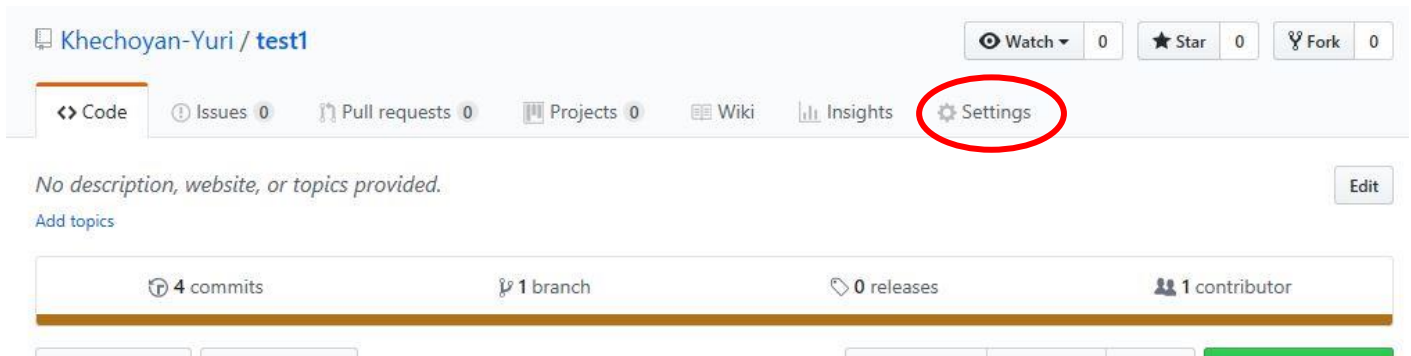 Khechoyan-Yuri / test1
Watch 0 Star 0 Fork 0
Code Issues 0 Pull requests 0 Projects 0 Wiki Insights Settings
No description, website, or topics provided. Edit
Add topics
4 commits 1 branch 0 releases 1 contributor